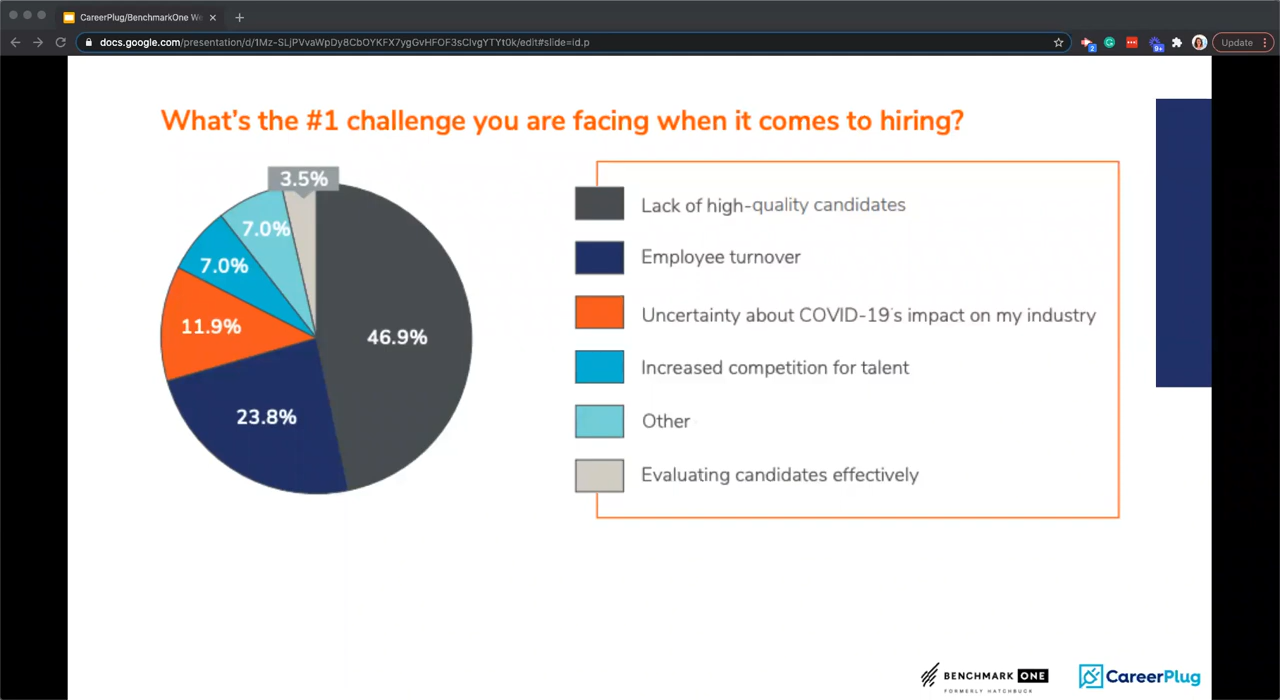 CareerPlug/BenchmarkOne We
docs.google.com/presentation/d/1Mz-SLjPVvaWpDy8CbOYKFX7ygGvHFOF3sClvgYTYt0k/edit#slide=id.p
2
9+
Update
What's the #1 challenge you are facing when it comes to hiring?
3.5%
7.0%
7.0%
11.9%
46.9%
23.8%
Lack of high-quality candidates
Employee turnover
Uncertainty about COVID-19's impact on my industry
Increased competition for talent
Other
Evaluating candidates effectively
BENCHMARK ONE
FORMERLY HATCHBUCK
CareerPlug